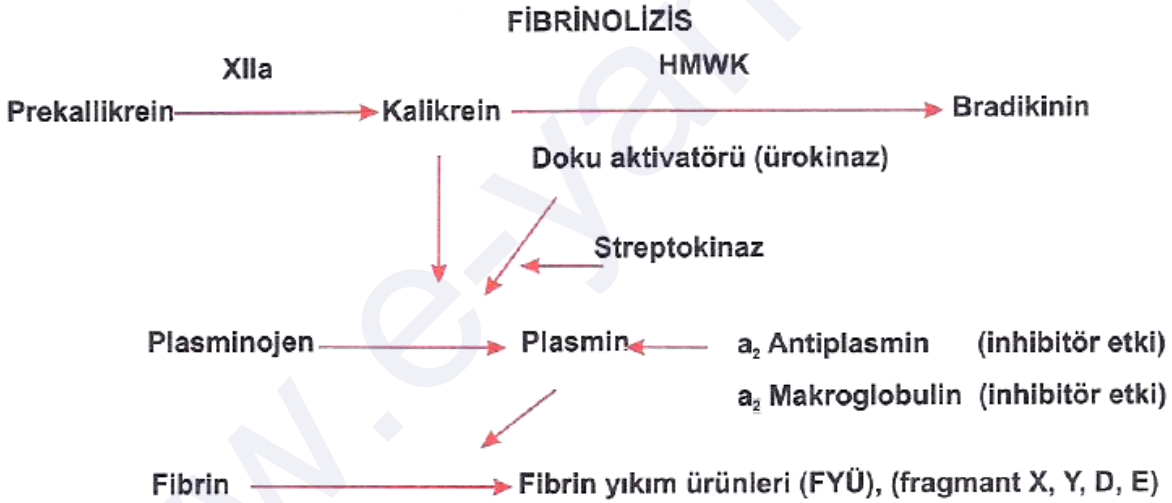 FİBRİNOLİZİS
XIIa
HMWK
Prekallikrein
Kalikrein
Bradikinin
Doku aktivatörü (ürokinaz)
Streptokinaz
Plasminojen
Plasmin
a₂ Antiplasmin (inhibitör etki)
a₂ Makroglobulin (inhibitör etki)
Fibrin
Fibrin yıkım ürünleri (FYÜ), (fragmant X, Y, D, E)
w.e-yar